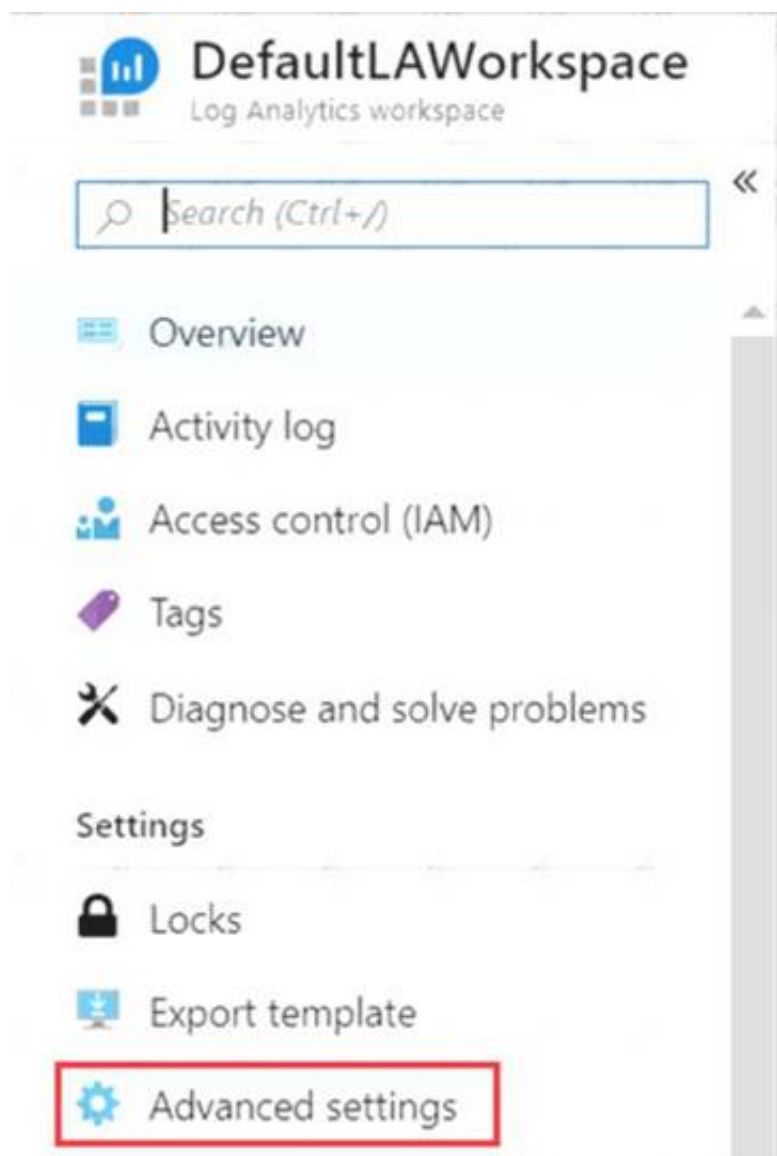 DefaultLAWorkspace
Log Analytics workspace
Search (Ctrl+/)
«
Overview
Activity log
Access control (IAM)
Tags
Diagnose and solve problems
Settings
Locks
Export template
Advanced settings